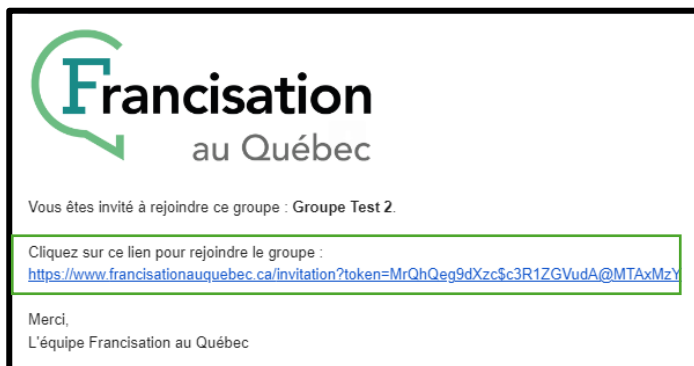 Francisation
au Québec
Vous êtes invité à rejoindre ce groupe : Groupe Test 2.
Cliquez sur ce lien pour rejoindre le groupe :
https://www.francisationauquebec.ca/invitation?token=MrQhQeg9dXzc$c3R1ZGVudA@MTAxMzY
Merci,
L'équipe Francisation au Québec